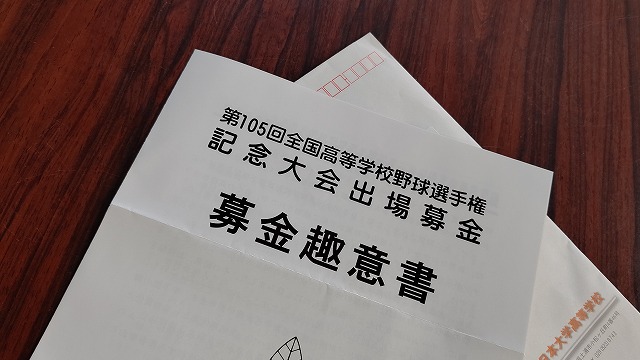 第105回全国高等学校野球選手権
記念大会出場募金
募金趣意書
本大学高等学校